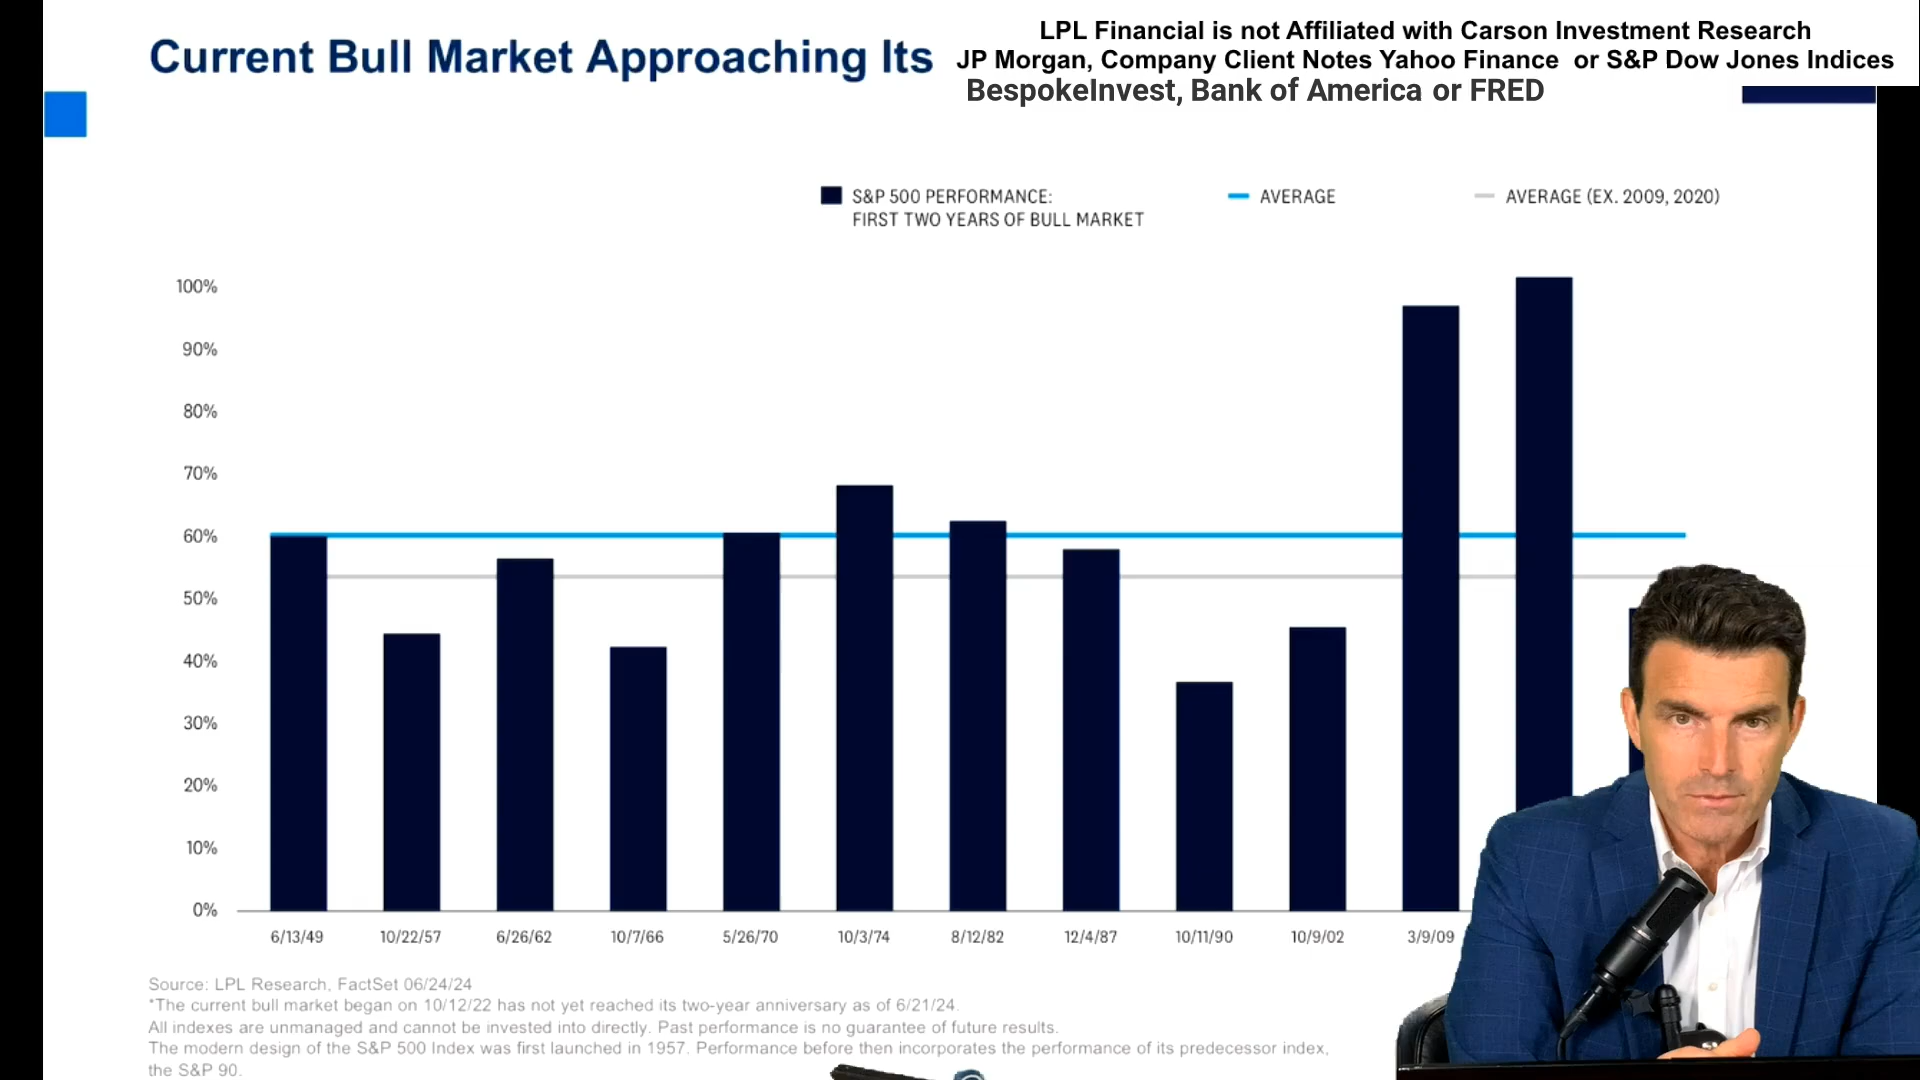 LPL Financial is not Affiliated with Carson Investment Research
Current Bull Market Approaching Its
JP Morgan, Company Client Notes Yahoo Finance or S&P Dow Jones Indices
BespokeInvest, Bank of America or FRED
S&P 500 PERFORMANCE:
FIRST TWO YEARS OF BULL MARKET
AVERAGE
AVERAGE (EX. 2009, 2020)
100%
90%
80%
70%
60%
50%
40%
30%
20%
10%
0%
6/13/49 10/22/57 6/26/62 10/7/66 5/26/70 10/3/74 8/12/82 12/4/87 10/11/90 10/9/02 3/9/09
Source: LPL Research, FactSet 06/24/24
*The current bull market began on 10/12/22 has not yet reached its two-year anniversary as of 6/21/24.
All indexes are unmanaged and cannot be invested into directly. Past performance is no guarantee of future results.
The modern design of the S&P 500 Index was first launched in 1957. Performance before then incorporates the performance of its predecessor index,
the S&P 90.